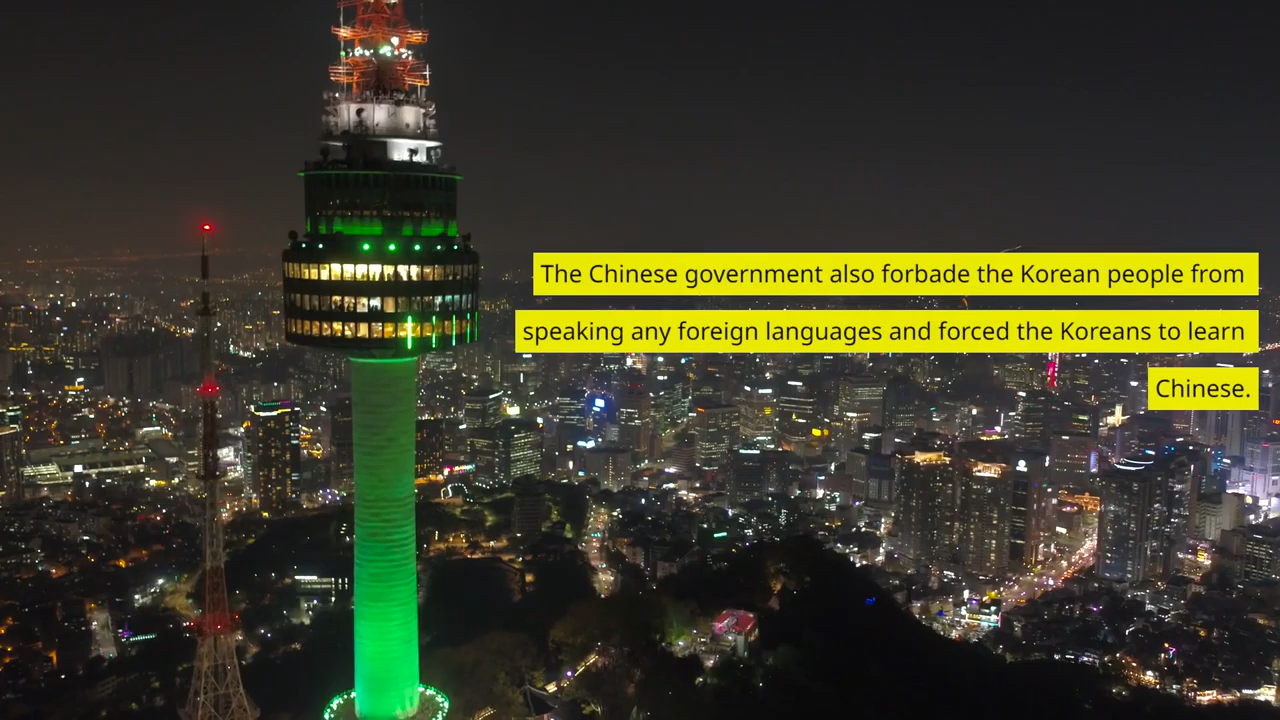 The Chinese government also forbade the Korean people from
speaking any foreign languages and forced the Koreans to learn
Chinese.